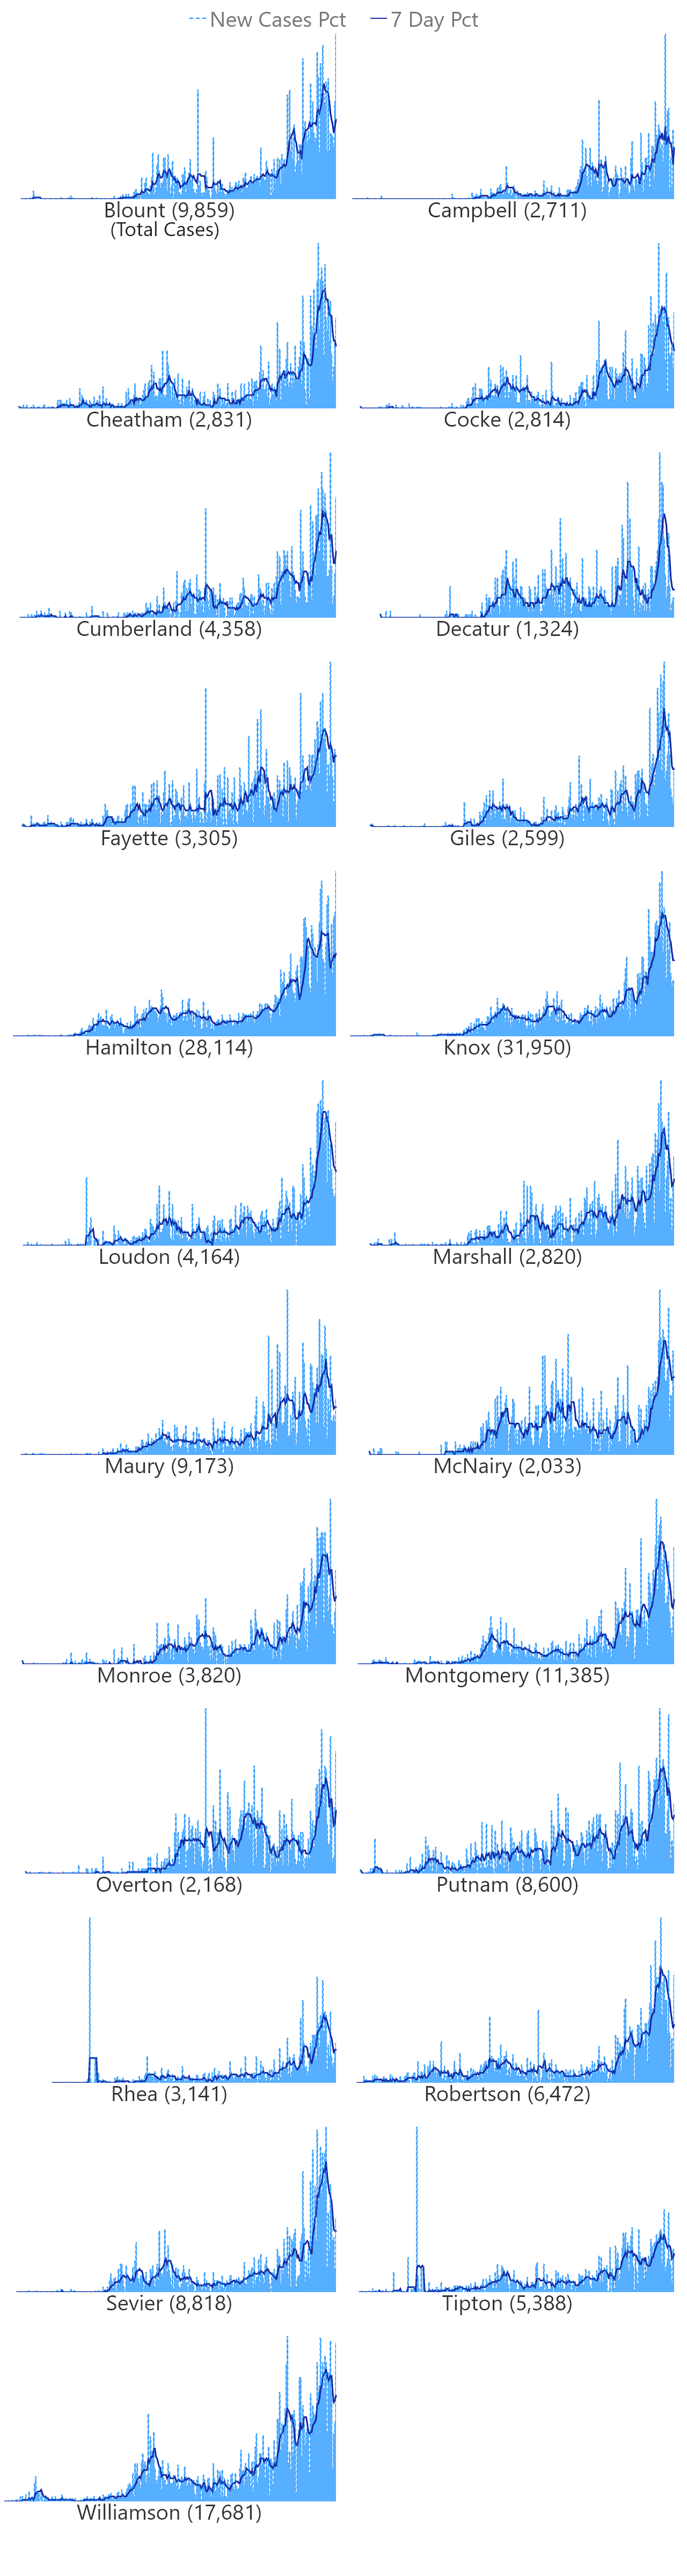 New Cases Pct 7 Day Pct
Blount (9,859) Campbell (2,711)
(Total Cases)
Cheatham (2,831) Cocke (2,814)
Cumberland (4,358) Decatur (1,324)
Fayette (3,305) Giles (2,599)
Hamilton (28,114) Knox (31,950)
Loudon (4,164) Marshall (2,820)
Maury (9,173) McNairy (2,033)
Monroe (3,820) Montgomery (11,385)
Overton (2,168) Putnam (8,600)
Rhea (3,141) Robertson (6,472)
Sevier (8,818) Tipton (5,388)
Williamson (17,681)